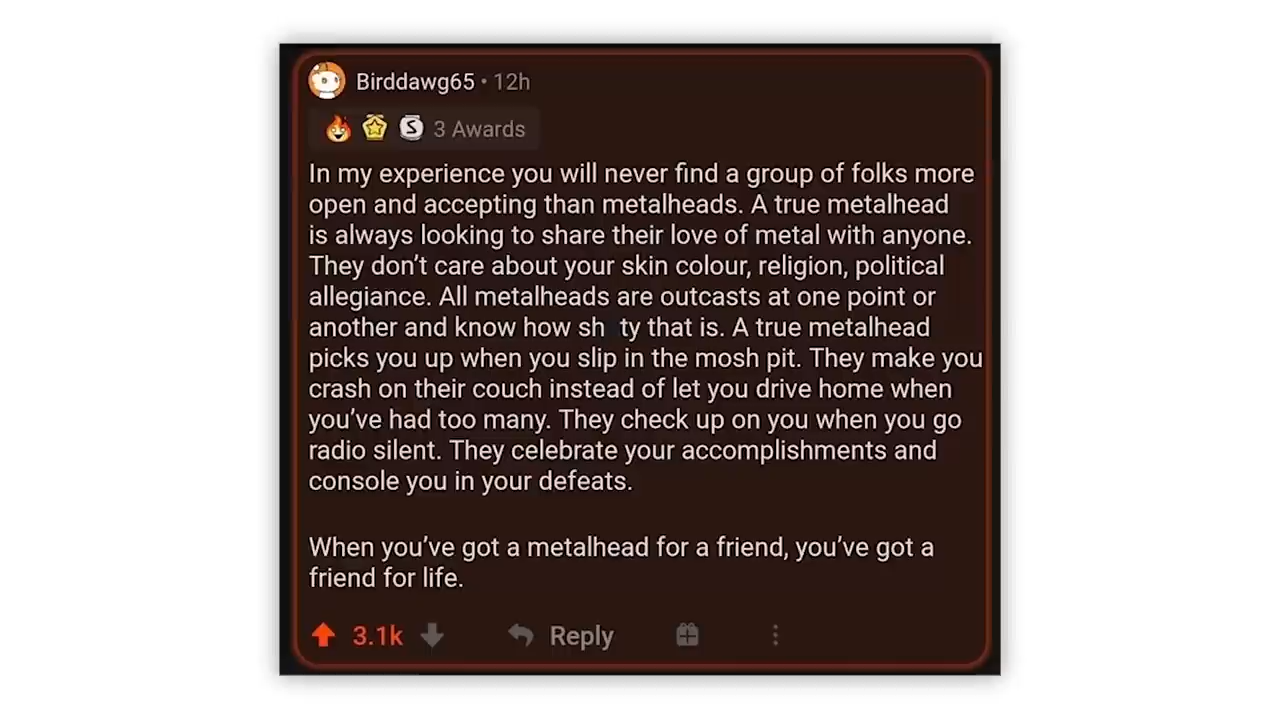 Birddawg65 • 12h
3 Awards
In my experience you will never find a group of folks more
open and accepting than metalheads. A true metalhead
is always looking to share their love of metal with anyone.
They don’t care about your skin colour, religion, political
allegiance. All metalheads are outcasts at one point or
another and know how sh ty that is. A true metalhead
picks you up when you slip in the mosh pit. They make you
crash on their couch instead of let you drive home when
you’ve had too many. They check up on you when you go
radio silent. They celebrate your accomplishments and
console you in your defeats.
When you’ve got a metalhead for a friend, you’ve got a
friend for life.
3.1k Reply